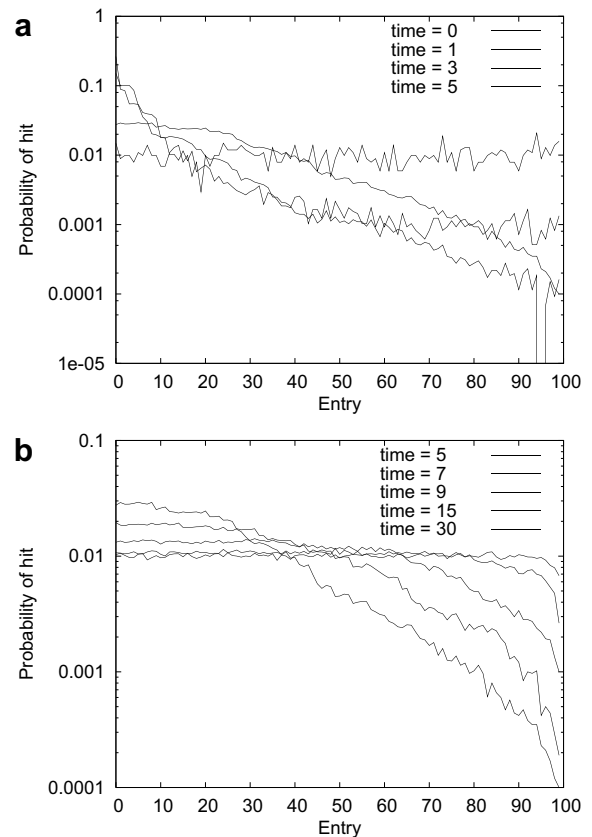 a
1
0.1
0.01
0.001
0.0001
1e-05
Probability of hit
time = 0
time = 1
time = 3
time = 5
0 10 20 30 40 50 60 70 80 90 100
Entry
b
0.1
0.01
0.001
0.0001
Probability of hit
time = 5
time = 7
time = 9
time = 15
time = 30
0 10 20 30 40 50 60 70 80 90 100
Entry